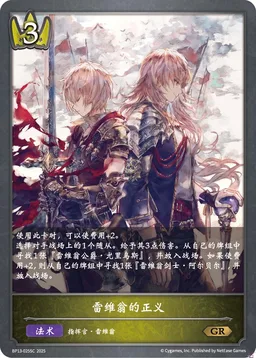 3
使用此卡时，可以使费用+2。
选择对手战场上的1个随从。给予其3点伤害。从自己的牌组中
寻找1张『雷维翁公爵·尤里乌斯』，并放入战场。如果使费
用+2，则从自己的牌组中寻找1张『雷维翁剑士·阿尔贝尔』，并
放入战场。
雷维翁的正义
法术
指挥官·雷维翁
GR
BP13-055SC 2025
© Cygames, Inc. Published by NetEase Games